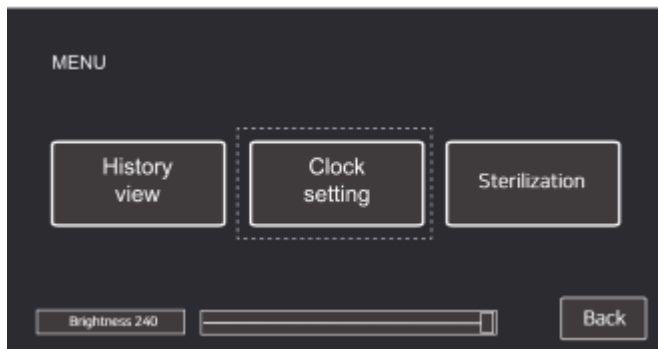 MENU
History
view
Clock
setting
Sterilization
Brightness 240
Back